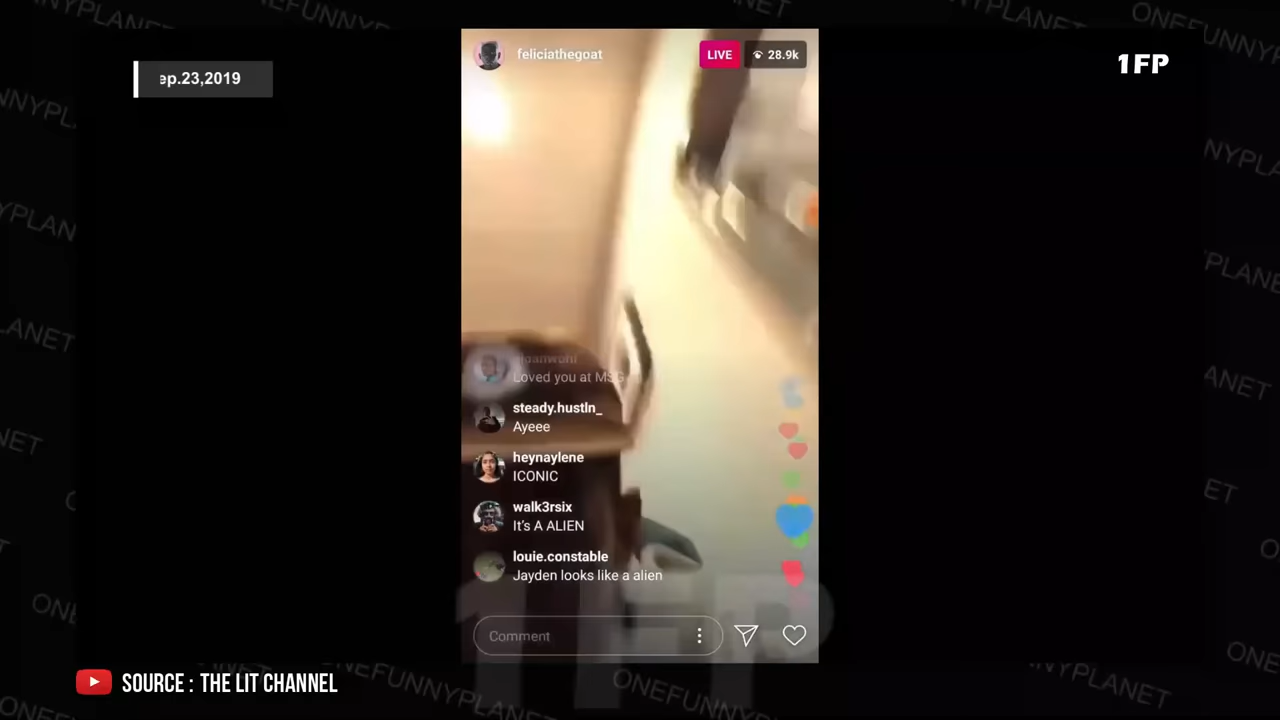 ep.23,2019
1FP
feliciathegoat
LIVE
28.9k
Loved you at MSG
steady.hustln_
Ayeee
heynaylene
ICONIC
walk3rsix
It's A ALIEN
louie.constable
Jayden looks like a alien
Comment
SOURCE : THE LIT CHANNEL
ONEFUNNYPLANET